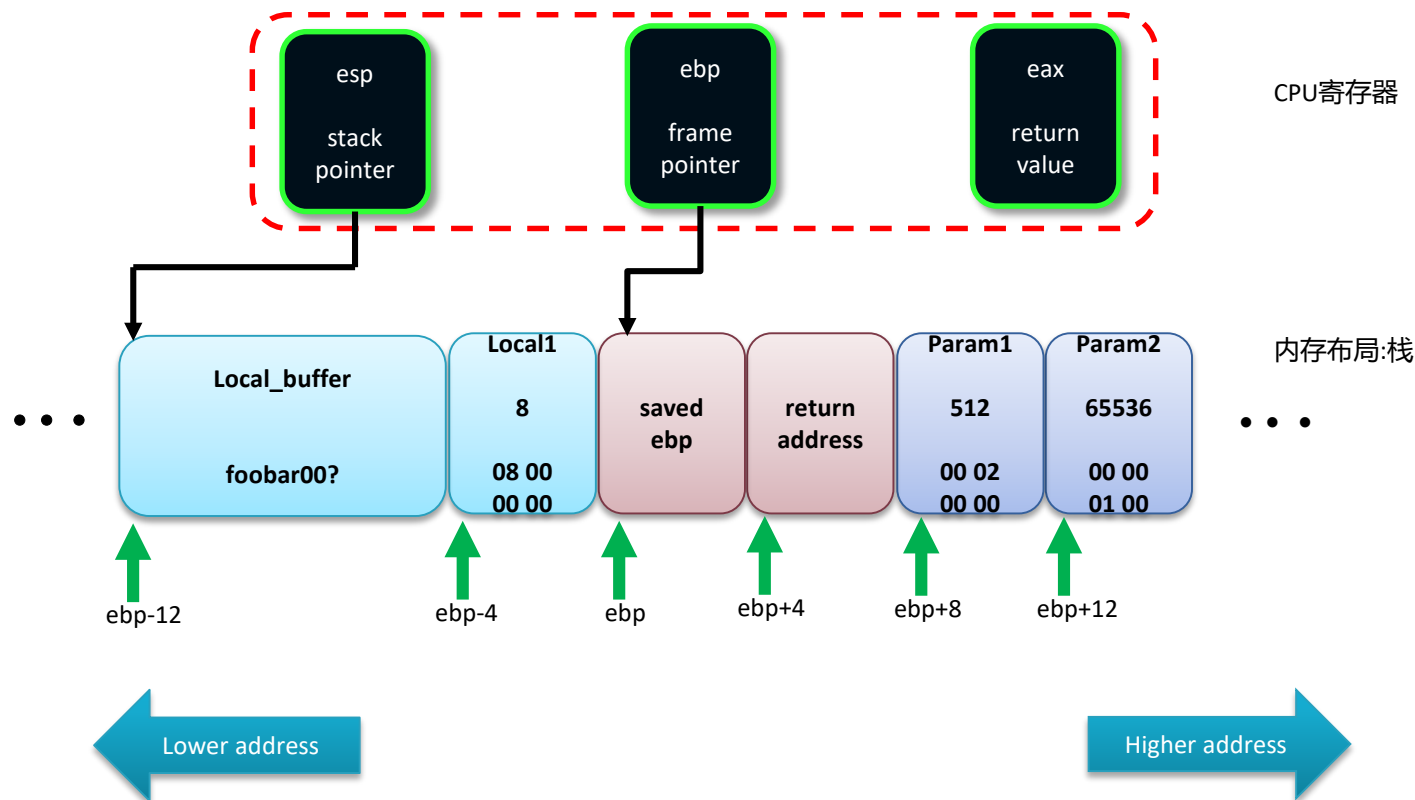 esp
stack
pointer
ebp
frame
pointer
eax
return
value
CPU寄存器
Local_buffer
foobar00?
Local1
8
08 00
00 00
saved
ebp
return
address
Param1
512
00 02
00 00
Param2
65536
00 00
01 00
内存布局:栈
• • •
• • •
ebp-12
ebp-4
ebp
ebp+4
ebp+8
ebp+12
Lower address
Higher address